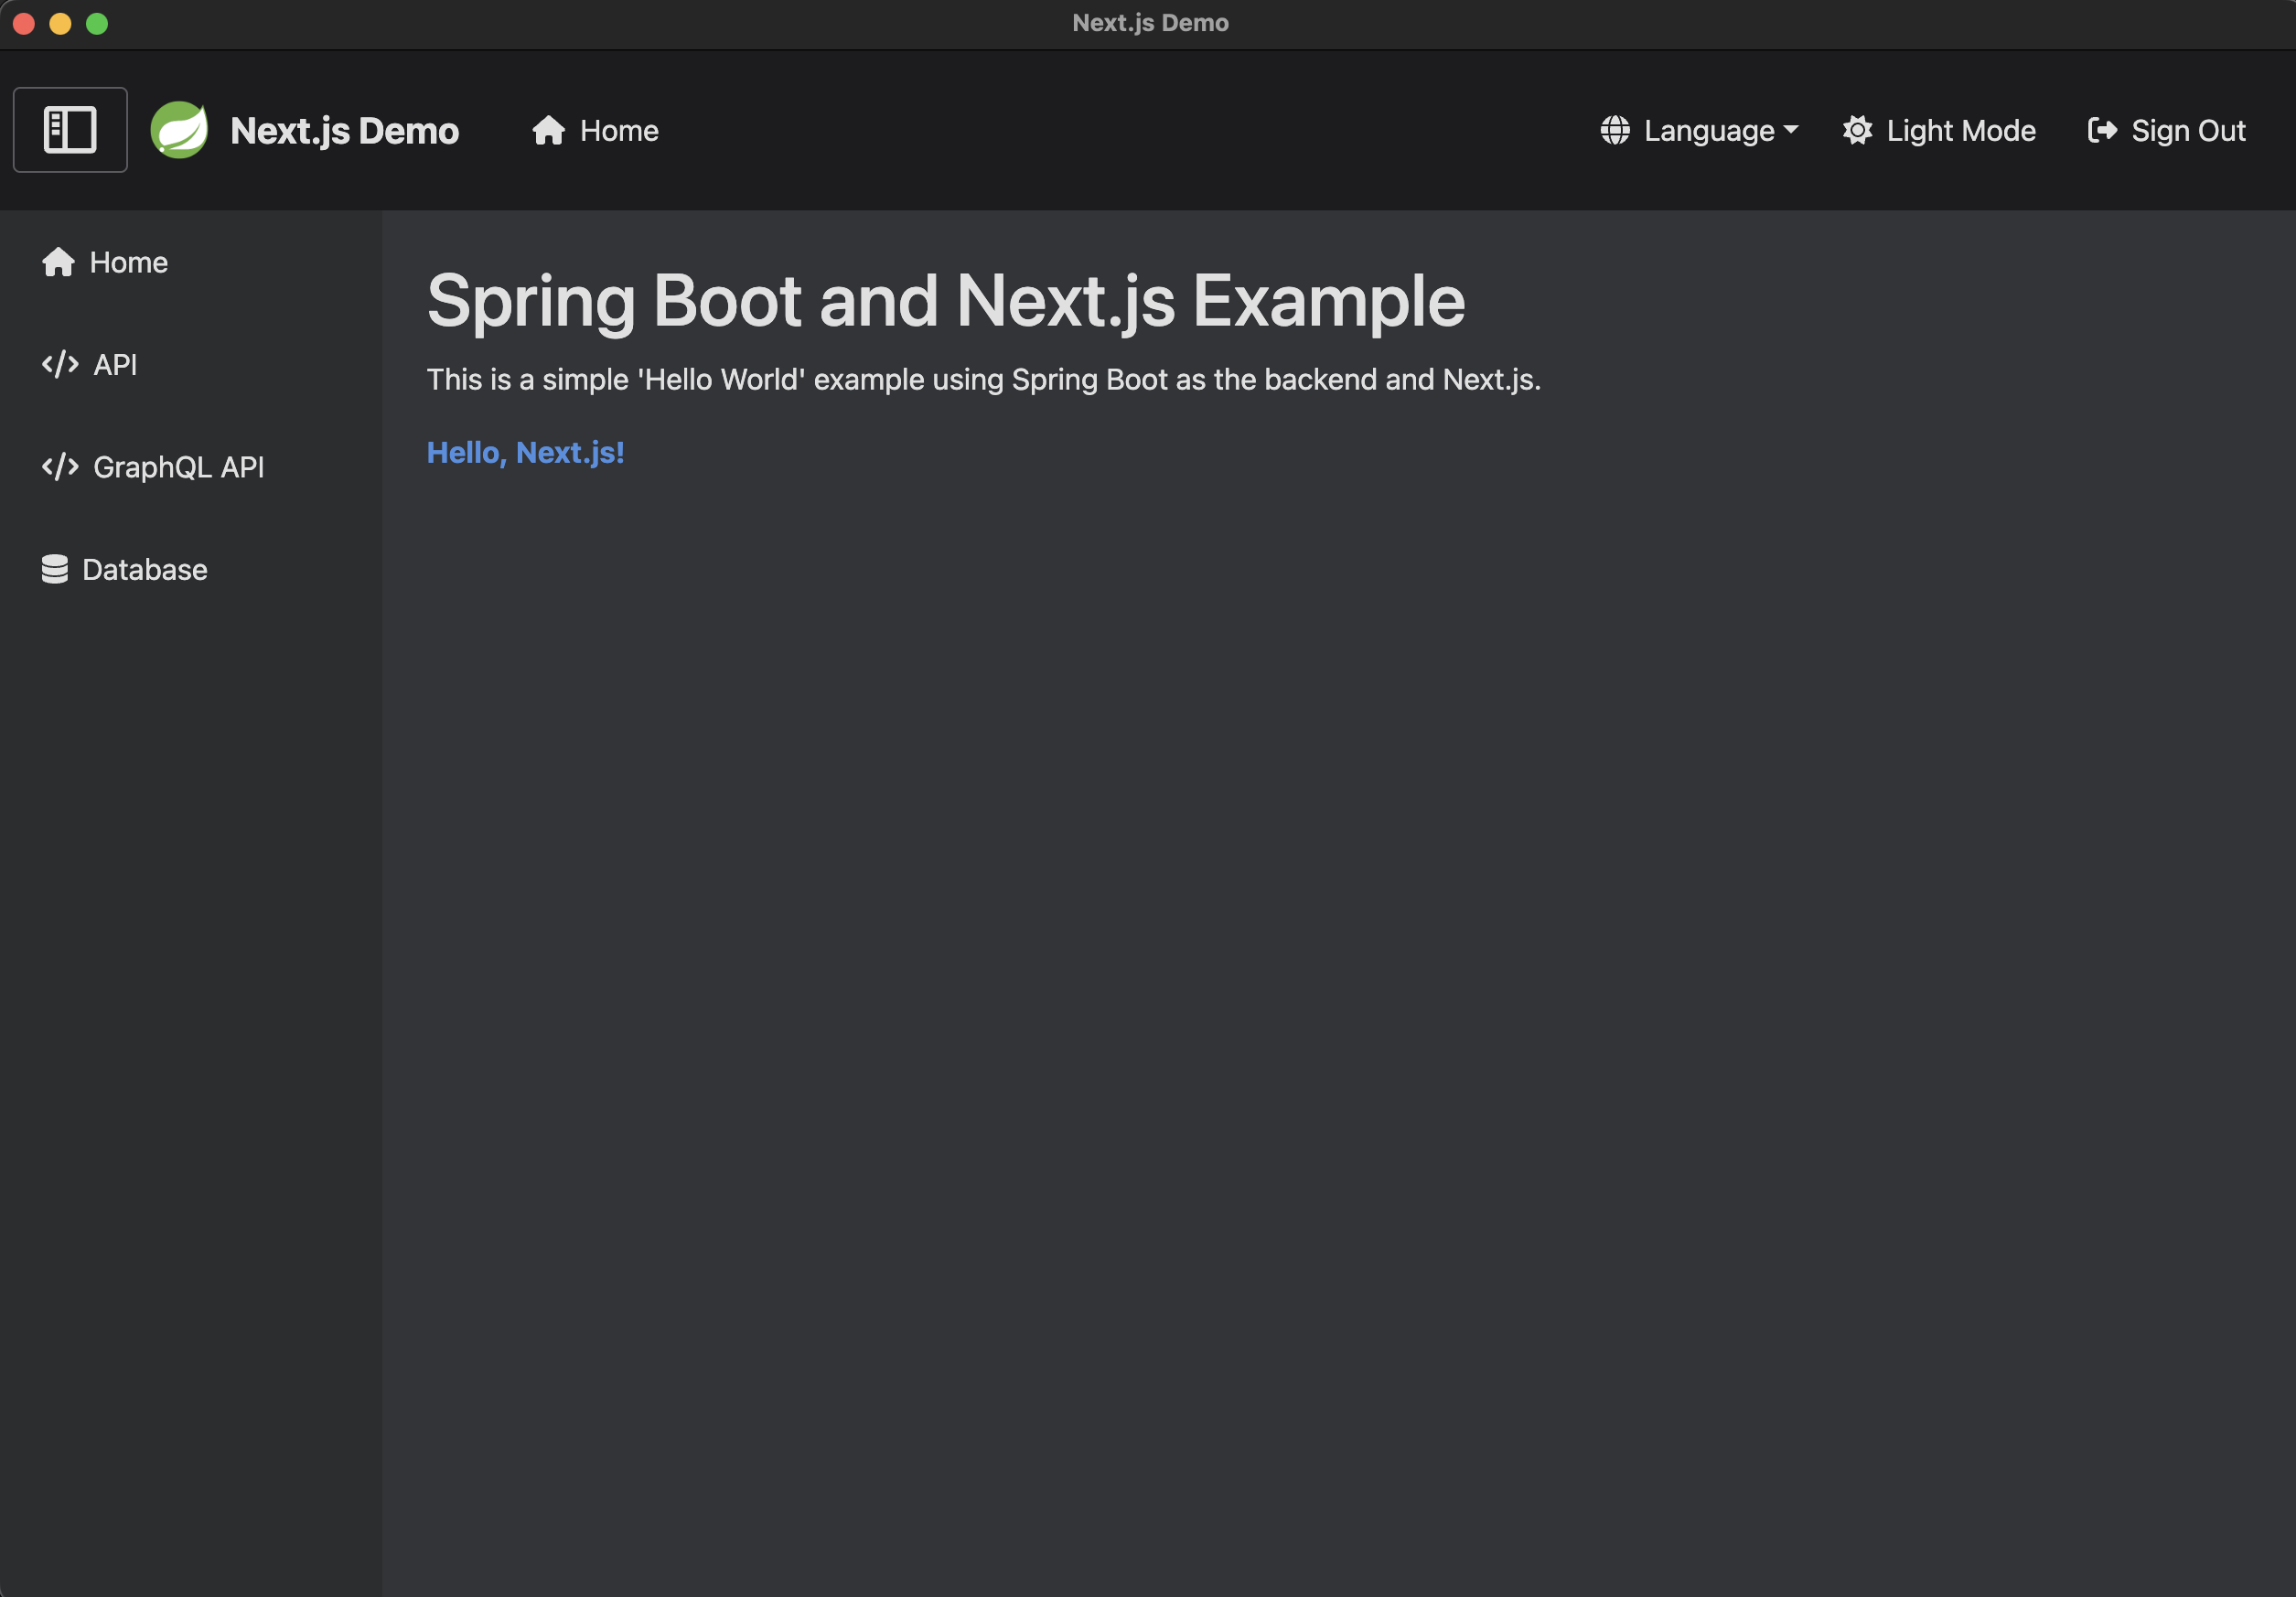 Next.js Demo
Next.js Demo
Home
Language
Light Mode
Sign Out
Home
API
GraphQL API
Database
Spring Boot and Next.js Example
This is a simple 'Hello World' example using Spring Boot as the backend and Next.js.
Hello, Next.js!